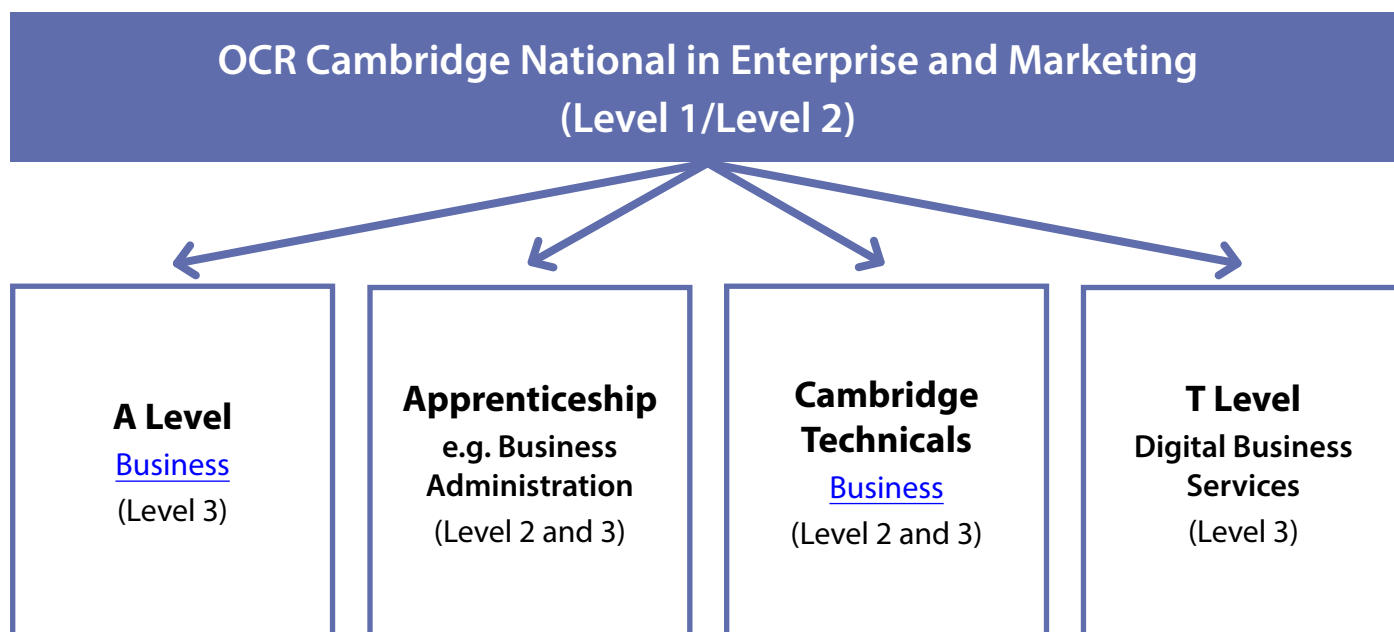 OCR Cambridge National in Enterprise and Marketing
(Level 1/Level 2)
A Level
Business
(Level 3)
Apprenticeship
e.g. Business
Administration
(Level 2 and 3)
Cambridge
Technicals
Business
(Level 2 and 3)
T Level
Digital Business
Services
(Level 3)